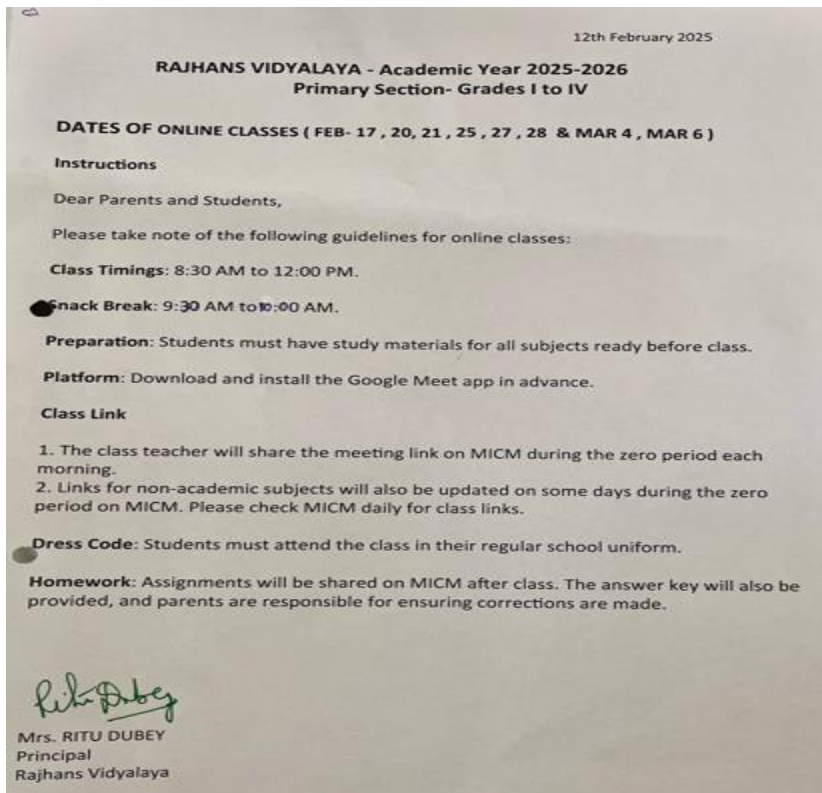 12th February 2025
RAJHANS VIDYALAYA - Academic Year 2025-2026
Primary Section- Grades I to IV
DATES OF ONLINE CLASSES ( FEB- 17 , 20, 21 , 25 , 27 , 28 & MAR 4 , MAR 6 )
Instructions
Dear Parents and Students,
Please take note of the following guidelines for online classes:
Class Timings: 8:30 AM to 12:00 PM.
Snack Break: 9:30 AM to10:00 AM.
Preparation: Students must have study materials for all subjects ready before class.
Platform: Download and install the Google Meet app in advance.
Class Link
1. The class teacher will share the meeting link on MICM during the zero period each
morning.
2. Links for non-academic subjects will also be updated on some days during the zero
period on MICM. Please check MICM daily for class links.
Dress Code: Students must attend the class in their regular school uniform.
Homework: Assignments will be shared on MICM after class. The answer key will also be
provided, and parents are responsible for ensuring corrections are made.
Ritu Dubey
Mrs. RITU DUBEY
Principal
Rajhans Vidyalaya